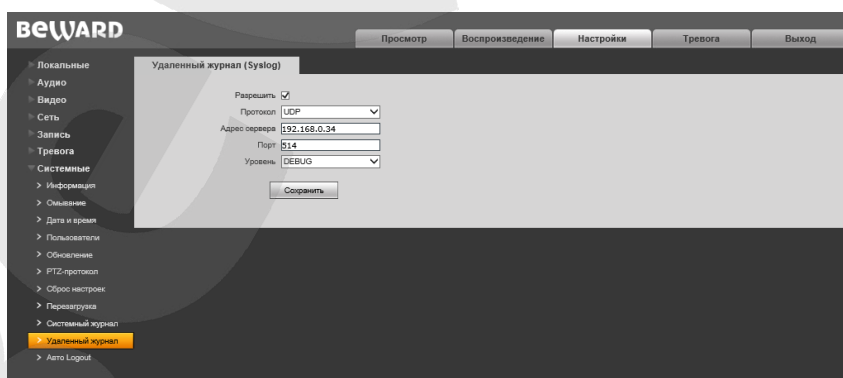 BEWARD
Просмотр Воспроизведение Настройки Тревога Выход
Локальные
Аудио
Видео
Сеть
Запись
Тревога
Системные
Информация
Омывание
Дата и время
Пользователи
Обновление
PTZ-протокол
Сброс настроек
Перезагрузка
Системный журнал
Удаленный журнал
Авто Logout
Удаленный журнал (Syslog)
Разрешить
Протокол UDP
Адрес сервера 192.168.0.34
Порт 514
Уровень DEBUG
Сохранить